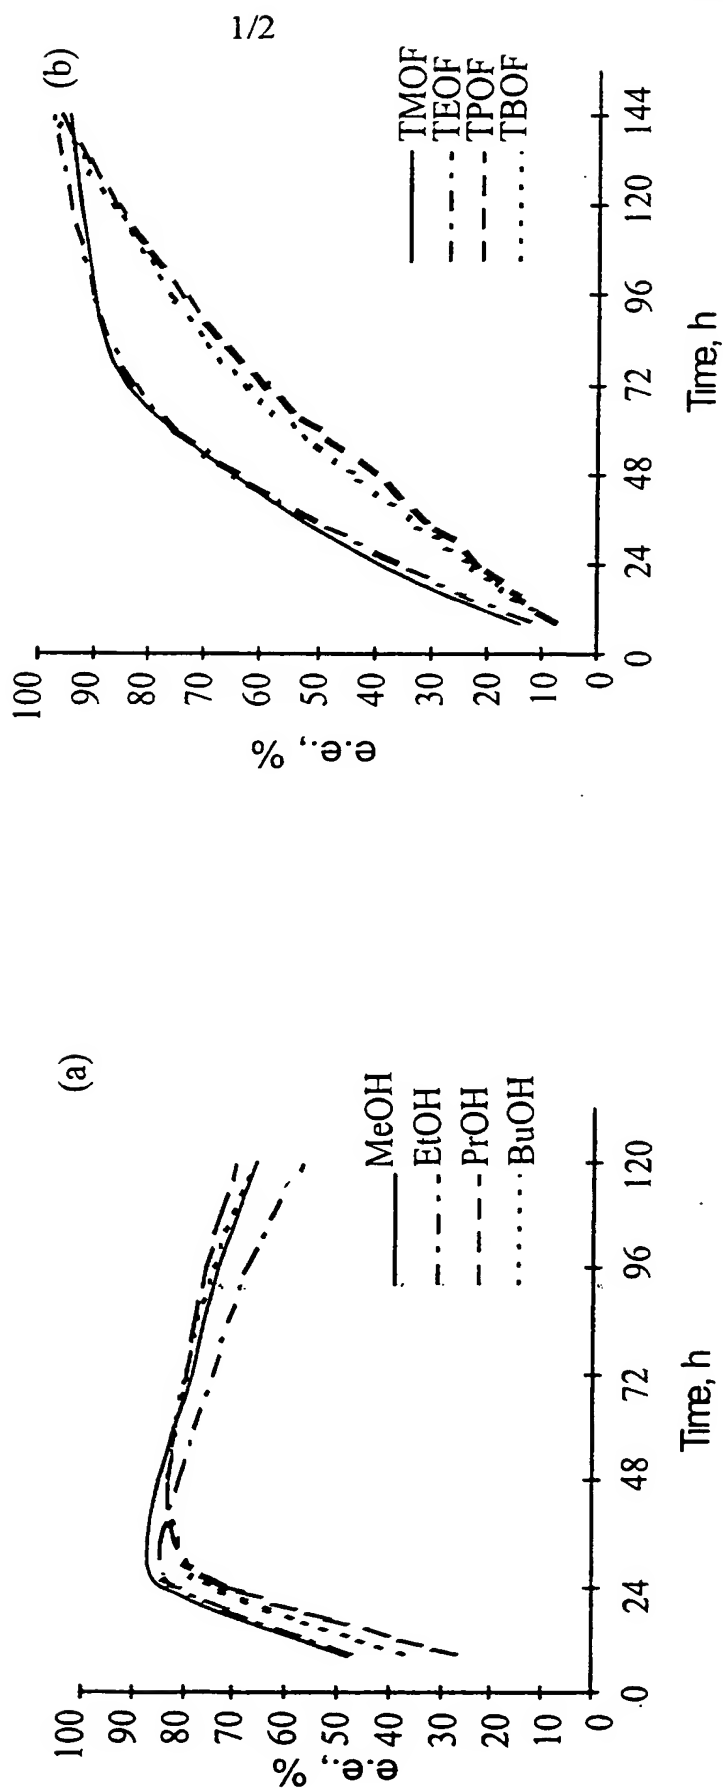 1/2
(a)
e.e., %
100
90
80
70
60
50
40
30
20
10
0
0 24 48 72 96 120
Time, h
MeOH
EtOH
PrOH
BuOH
(b)
e.e., %
100
90
80
70
60
50
40
30
20
10
0
0 24 48 72 96 120 144
Time, h
TMOF
TEOF
TPOF
TBOF